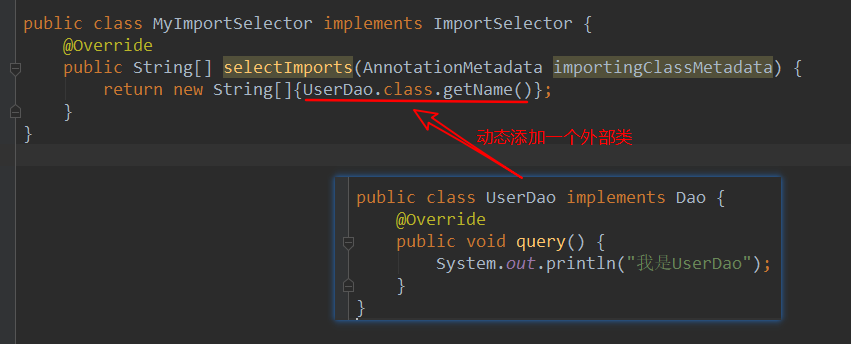 public class MyImportSelector implements ImportSelector {
@Override
public String[] selectImports(AnnotationMetadata importingClassMetadata) {
return new String[]{UserDao.class.getName()};
}
}
动态添加一个外部类
public class UserDao implements Dao {
@Override
public void query() {
System.out.println("我是UserDao");
}
}